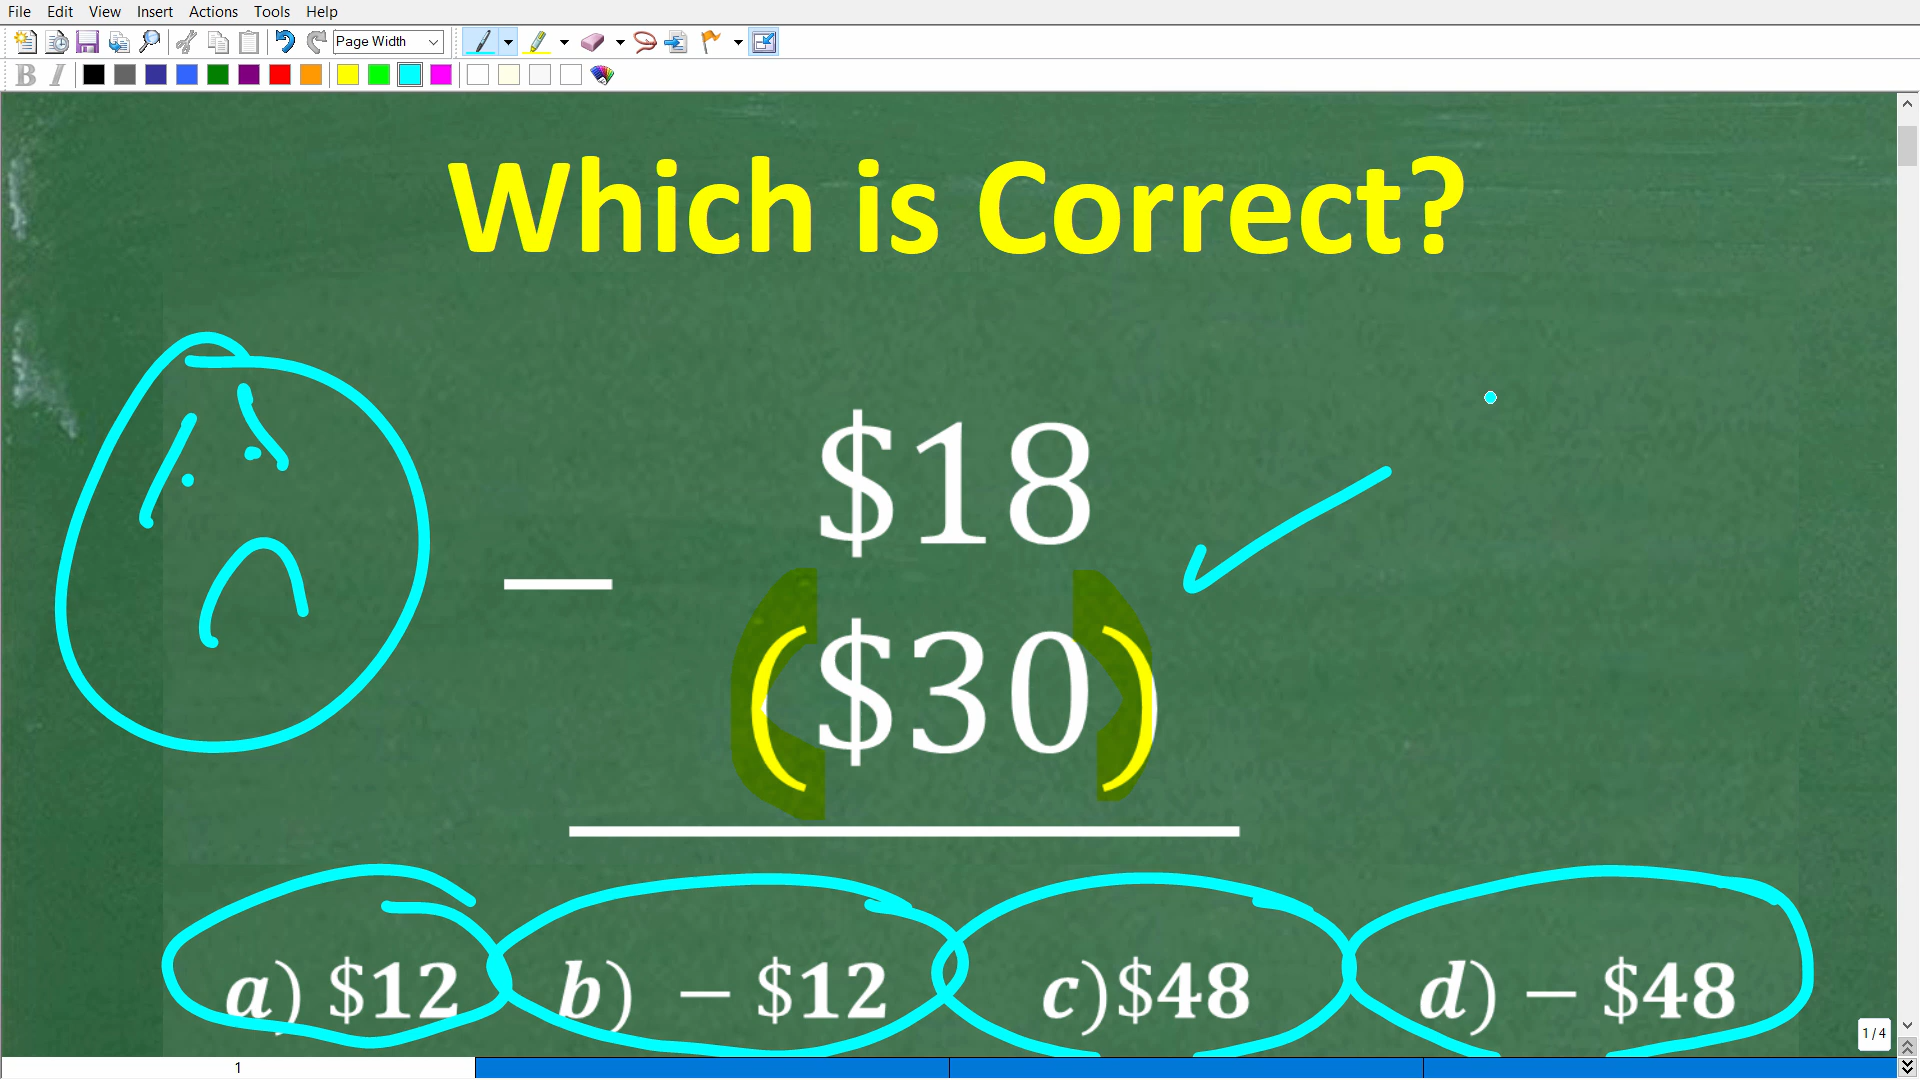 File Edit View Insert Actions Tools Help
Page Width
B I
Which is Correct?
$18
−
($30)
a) $12 b) − $12 c)$48 d) − $48
1 / 4
1